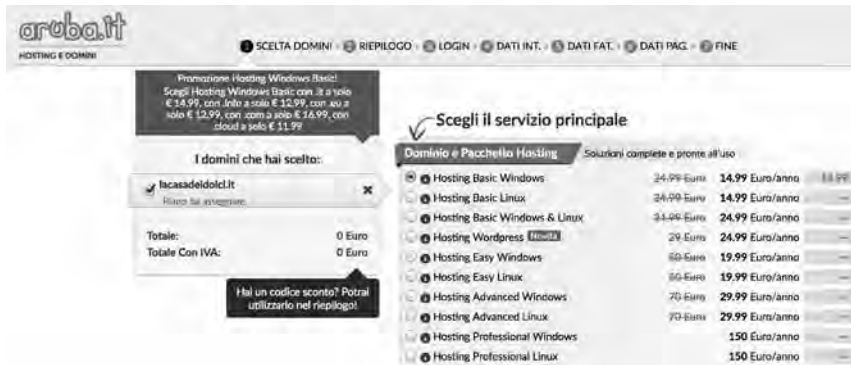 aruba.it
HOSTING E DOMINI
1 SCELTA DOMINI 2 RIEPILOGO 3 LOGIN 4 DATI INT. 5 DATI FAT. 6 DATI PAG. 7 FINE
Promozione Hosting Windows Basic!
Scegli Hosting Windows Basic con .it a solo
€ 14.99, con .info a solo € 12.99, con .eu a
solo € 12.99, con .com a solo € 16.99, con
.cloud a solo € 11.99
I domini che hai scelto:
lacasadeidolci.it
Piano da assegnare
Totale: 0 Euro
Totale Con IVA: 0 Euro
Hai un codice sconto? Potrai
utilizzarlo nel riepilogo!
Scegli il servizio principale
Dominio e Pacchetto Hosting Soluzioni complete e pronte all'uso
Hosting Basic Windows 24.99 Euro 14.99 Euro/anno 14.99
Hosting Basic Linux 24.99 Euro 14.99 Euro/anno —
Hosting Basic Windows & Linux 34.99 Euro 24.99 Euro/anno —
Hosting Wordpress Novità 29 Euro 24.99 Euro/anno —
Hosting Easy Windows 50 Euro 19.99 Euro/anno —
Hosting Easy Linux 50 Euro 19.99 Euro/anno —
Hosting Advanced Windows 70 Euro 29.99 Euro/anno —
Hosting Advanced Linux 70 Euro 29.99 Euro/anno —
Hosting Professional Windows 150 Euro/anno —
Hosting Professional Linux 150 Euro/anno —